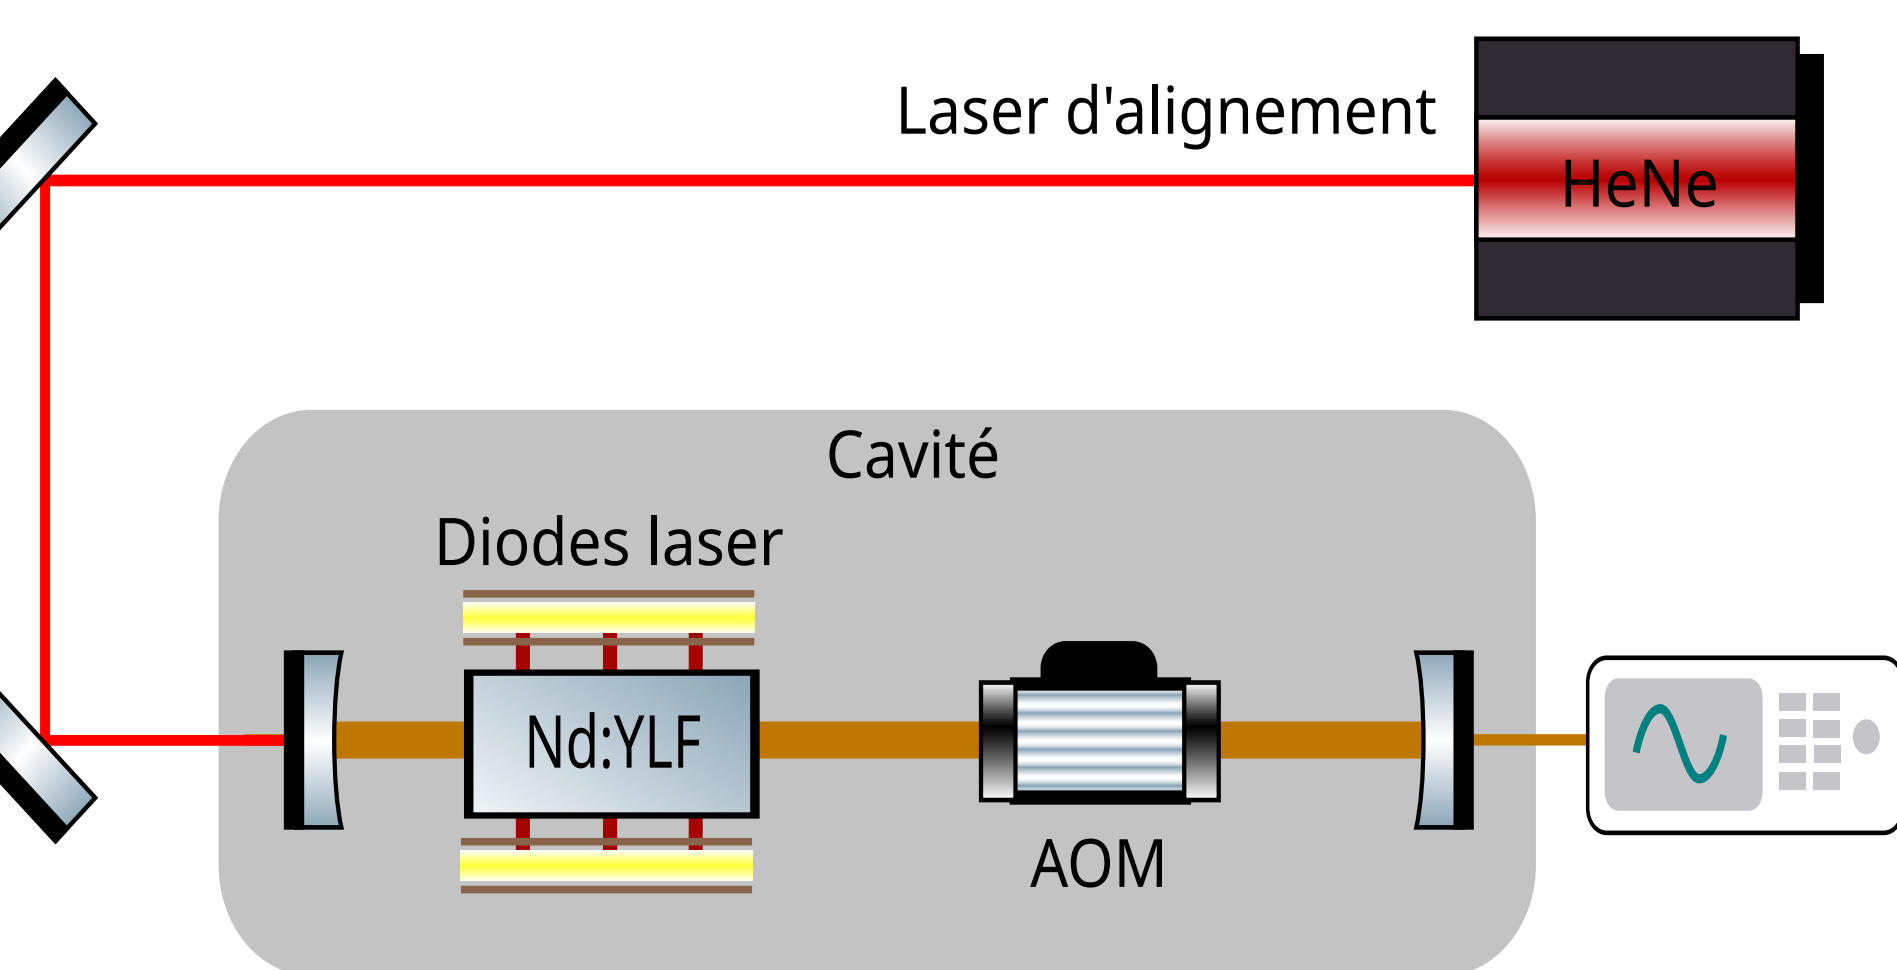 Laser d'alignement
HeNe
Cavité
Diodes laser
Nd:YLF
AOM